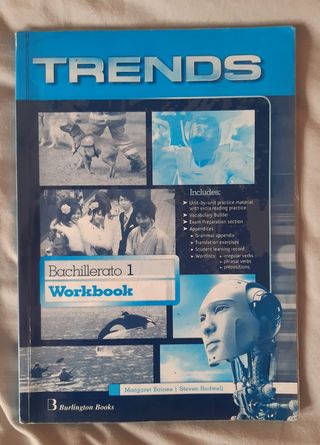 TRENDS
Includes:
Unit-by-unit practice material
with extra reading practice
Vocabulary Builder
Exam Preparation section
Appendices
Grammar appendix
Translation exercises
Student learning record
Wordlists: • irregular verbs
• phrasal verbs
• prepositions
Bachillerato 1
Workbook
Margaret Baines | Steven Rodwell
B Burlington Books